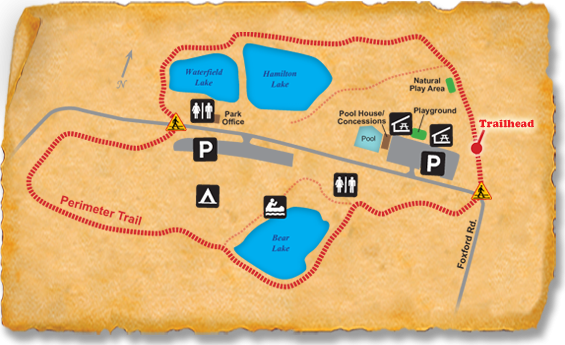 N
Waterfield
Lake
Hamilton
Lake
Natural
Play Area
Park
Office
Pool House/
Concessions
Playground
Trailhead
Pool
P
P
Perimeter Trail
Bear
Lake
Foxford Rd.